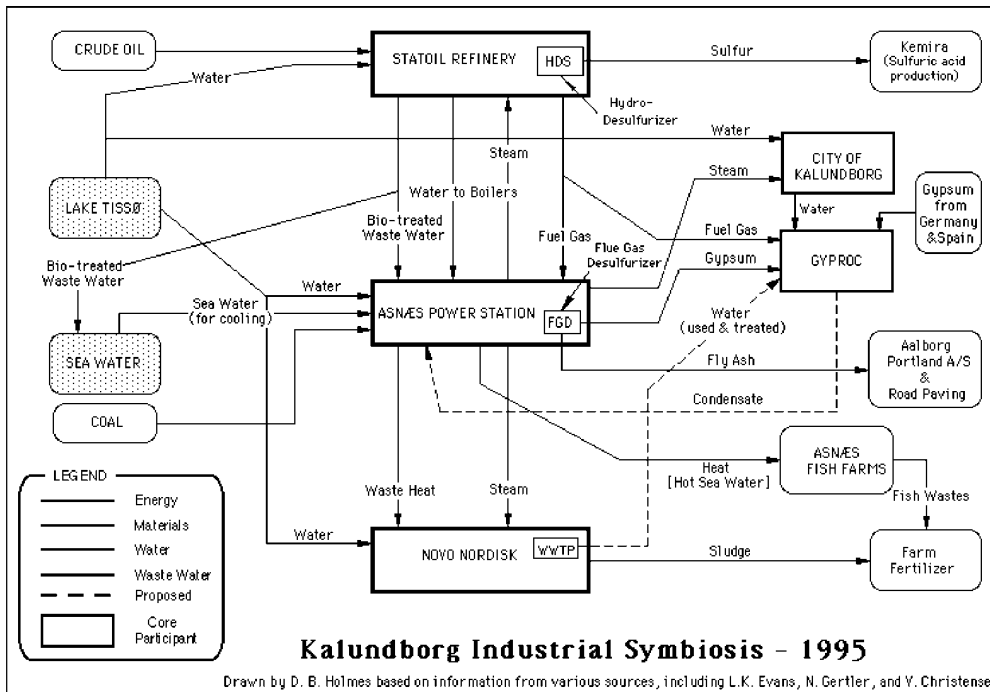 CRUDE OIL
STATOIL REFINERY
HDS
Sulfur
Kemira
(Sulfuric acid
production)
Water
Hydro-
Desulfurizer
Water
CITY OF
KALUNDBORG
Steam
Steam
LAKE TISSØ
Water to Boilers
Bio-treated
Waste Water
Water
Gypsum
from
Germany
&Spain
Fuel Gas
Fuel Gas
Flue Gas
Desulfurizer
Gypsum
GYPROC
Bio-treated
Waste Water
Water
Sea Water
(for cooling)
ASNÆS POWER STATION
FGD
Water
(used & treated)
SEA WATER
Fly Ash
Aalborg
Portland A/S
&
Road Paving
Condensate
COAL
ASNÆS
FISH FARMS
Heat
[Hot Sea Water]
Fish Wastes
LEGEND
Energy
Materials
Water
Waste Water
Proposed
Core
Participant
Waste Heat
Steam
Water
NOVO NORDISK
WWTP
Sludge
Farm
Fertilizer
Kalundborg Industrial Symbiosis - 1995
Drawn by D. B. Holmes based on information from various sources, including L.K. Evans, N. Gertler, and V. Christense